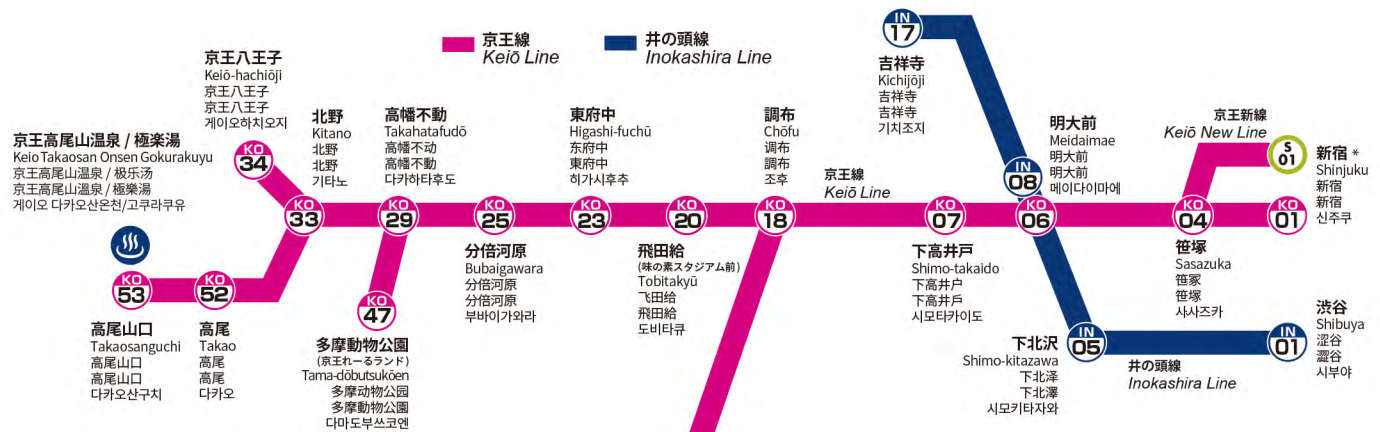 京王線
Keiō Line
井の頭線
Inokashira Line
京王高尾山温泉 / 極楽湯
Keio Takaosan Onsen Gokurakuyu
京王高尾山温泉 / 极乐汤
京王高尾山溫泉 / 極樂湯
게이오 다카오산온천/고쿠라쿠유
京王八王子
Keiō-hachiōji
京王八王子
京王八王子
게이오하치오지
KO
34
北野
Kitano
北野
北野
기타노
KO
33
高幡不動
Takahatafudō
高幡不动
高幡不動
다카하타후도
KO
29
KO
25
分倍河原
Bubaigawara
分倍河原
分倍河原
부바이가와라
東府中
Higashi-fuchū
东府中
東府中
히가시후추
KO
23
KO
20
飛田給
(味の素スタジアム前)
Tobitakyū
飞田给
飛田給
도비타큐
調布
Chōfu
调布
調布
조후
KO
18
京王線
Keiō Line
KO
07
下高井戸
Shimo-takaido
下高井户
下高井戶
시모타카이도
IN
17
吉祥寺
Kichijōji
吉祥寺
吉祥寺
기치조지
IN
08
明大前
Meidaimae
明大前
明大前
메이다이마에
KO
06
京王新線
Keiō New Line
S
01
KO
04
笹塚
Sasazuka
笹冢
笹塚
사사즈카
新宿 *
Shinjuku
新宿
新宿
신주쿠
KO
01
KO
53
高尾山口
Takaosanguchi
高尾山口
高尾山口
다카오산구치
KO
52
高尾
Takao
高尾
高尾
다카오
KO
47
多摩動物公園
(京王れーるランド)
Tama-dōbutsukōen
多摩动物公园
多摩動物公園
다마도부쓰코엔
下北沢
Shimo-kitazawa
下北泽
下北澤
시모키타자와
IN
05
井の頭線
Inokashira Line
IN
01
渋谷
Shibuya
涩谷
澀谷
시부야